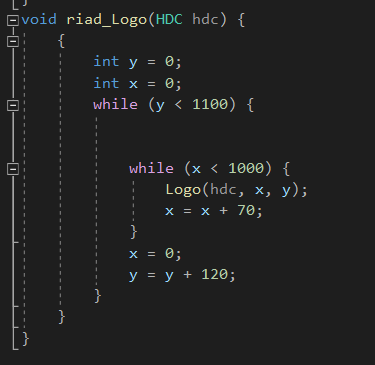 }
void riad_Logo(HDC hdc) {
{
int y = 0;
int x = 0;
while (y < 1100) {
while (x < 1000) {
Logo(hdc, x, y);
x = x + 70;
}
x = 0;
y = y + 120;
}
}
}